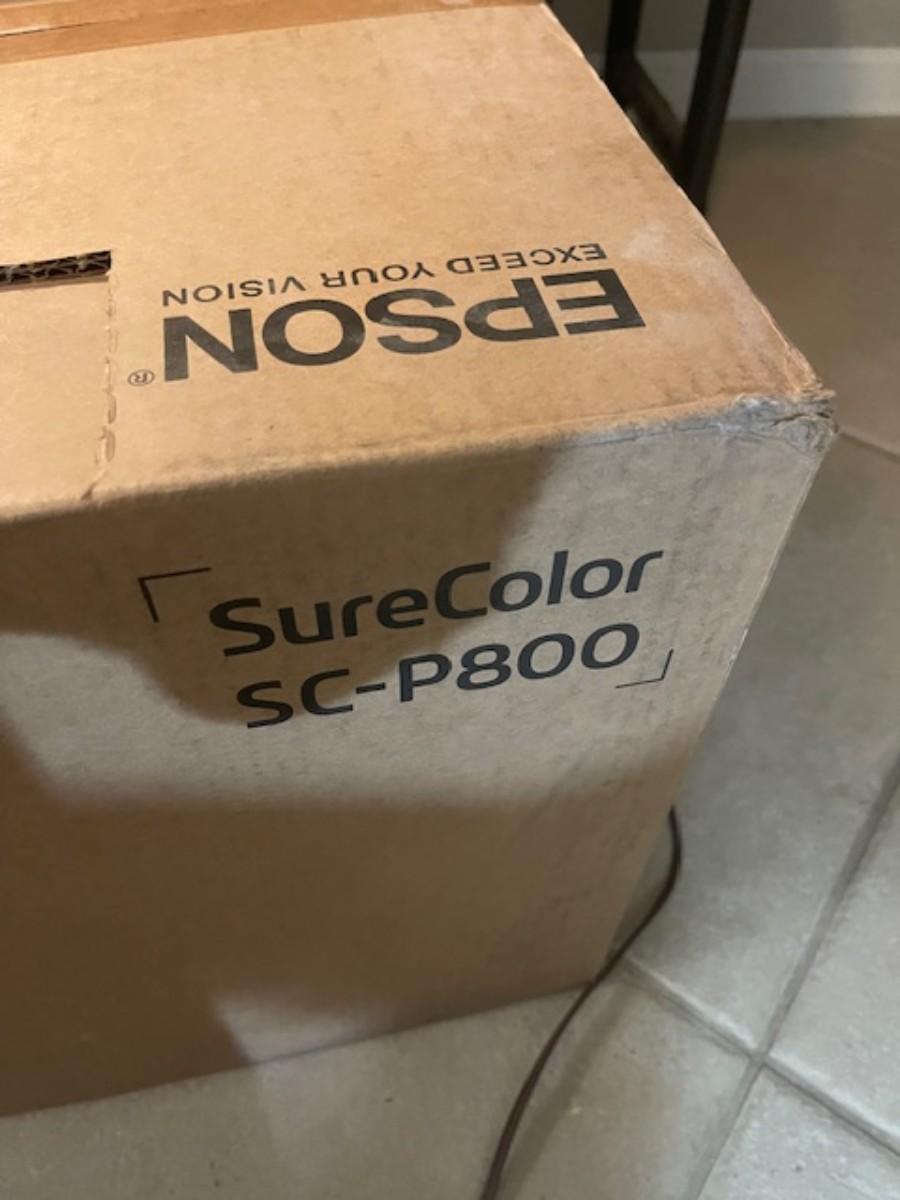 EPSON®
EXCEED YOUR VISION
SureColor
SC-P800